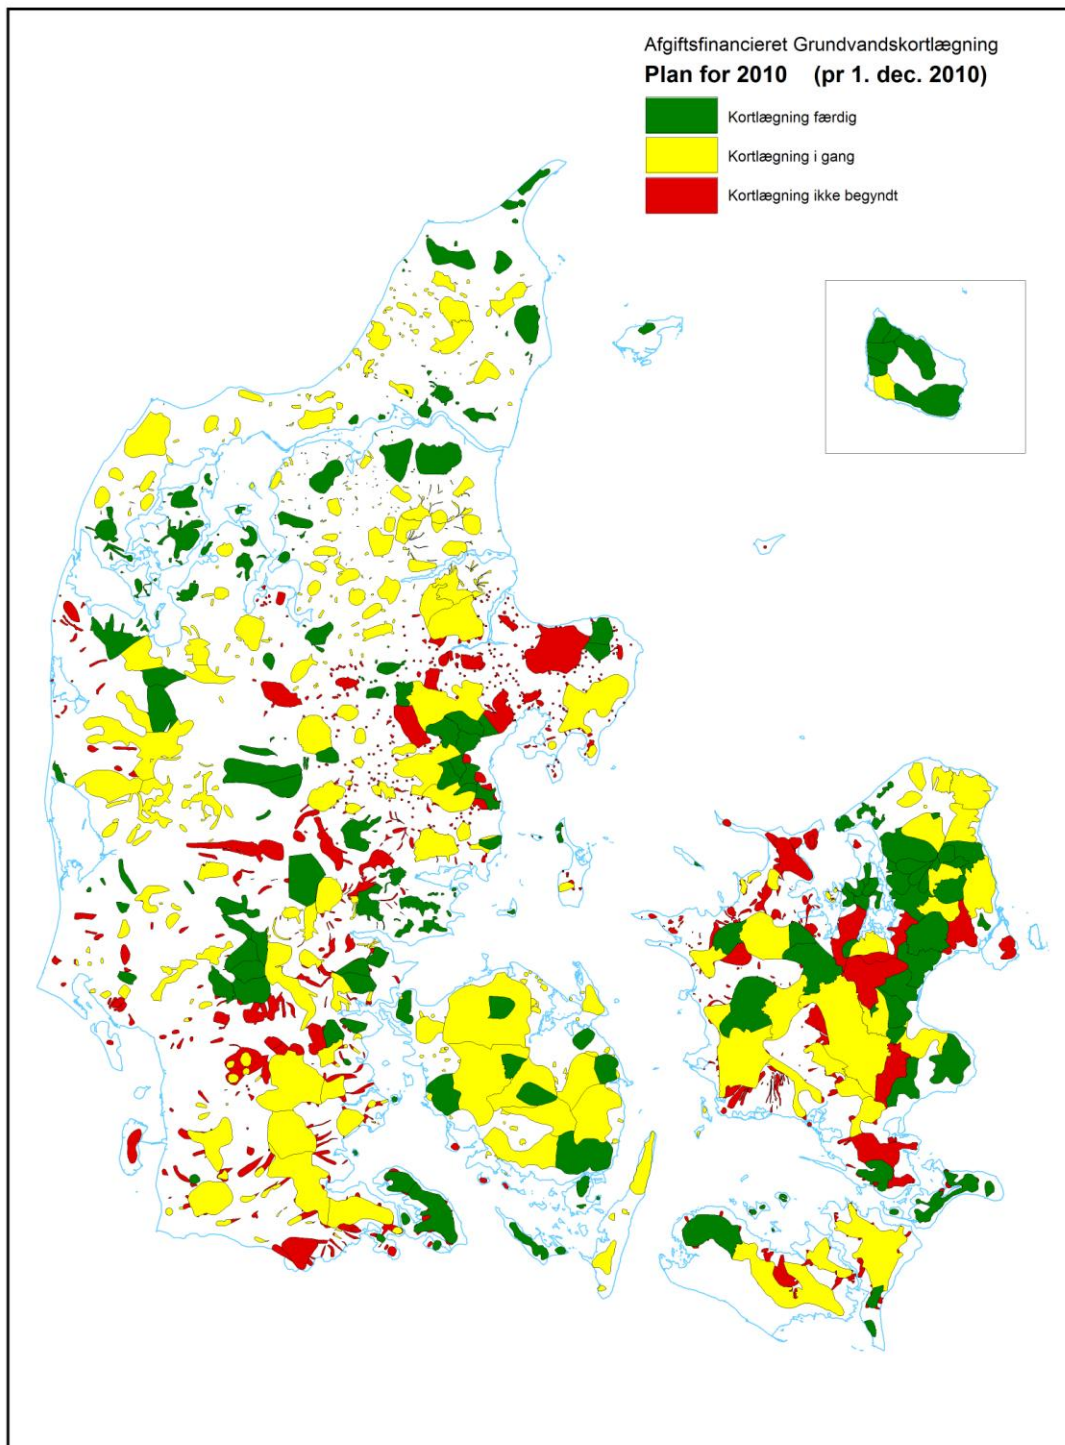 Afgiftsfinancieret Grundvandskortlægning
Plan for 2010 (pr 1. dec. 2010)
Kortlægning færdig
Kortlægning i gang
Kortlægning ikke begyndt